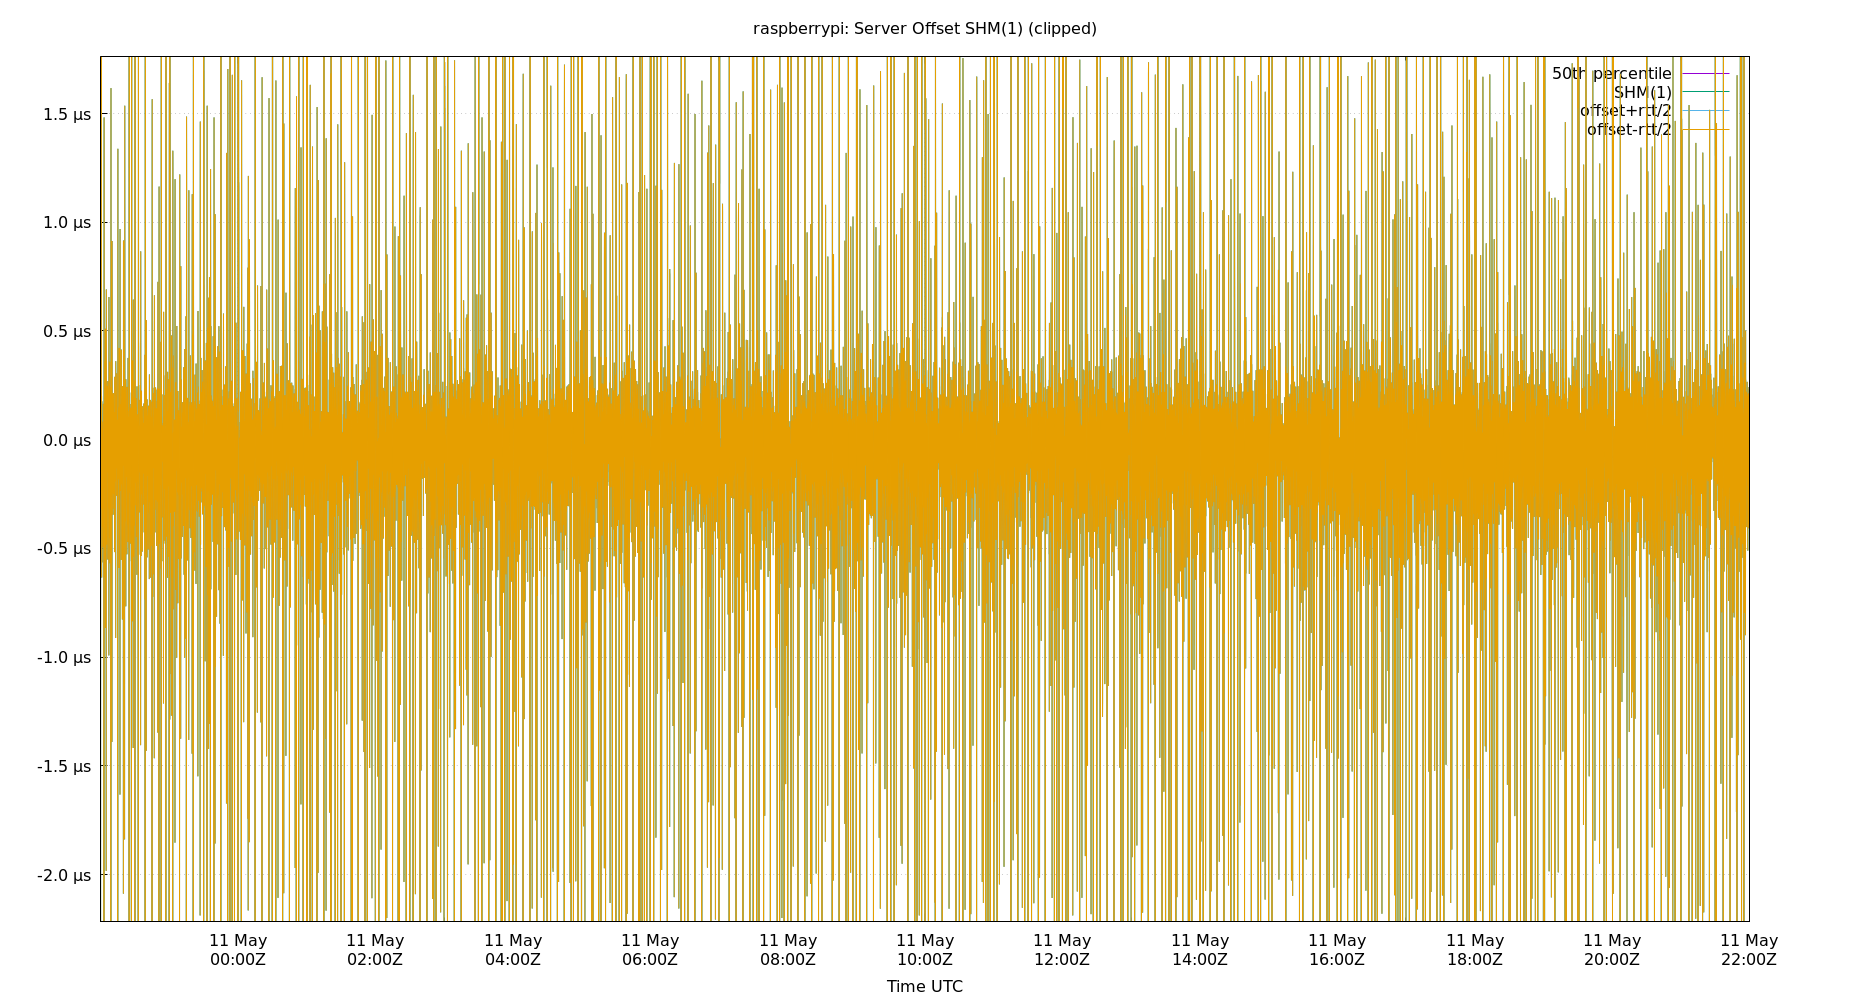 raspberrypi: Server Offset SHM(1) (clipped)
50th percentile
SHM(1)
offset+rtt/2
offset-rtt/2
1.5 µs
1.0 µs
0.5 µs
0.0 µs
-0.5 µs
-1.0 µs
-1.5 µs
-2.0 µs
11 May 11 May 11 May 11 May 11 May 11 May 11 May 11 May 11 May 11 May 11 May 11 May
00:00Z 02:00Z 04:00Z 06:00Z 08:00Z 10:00Z 12:00Z 14:00Z 16:00Z 18:00Z 20:00Z 22:00Z
Time UTC